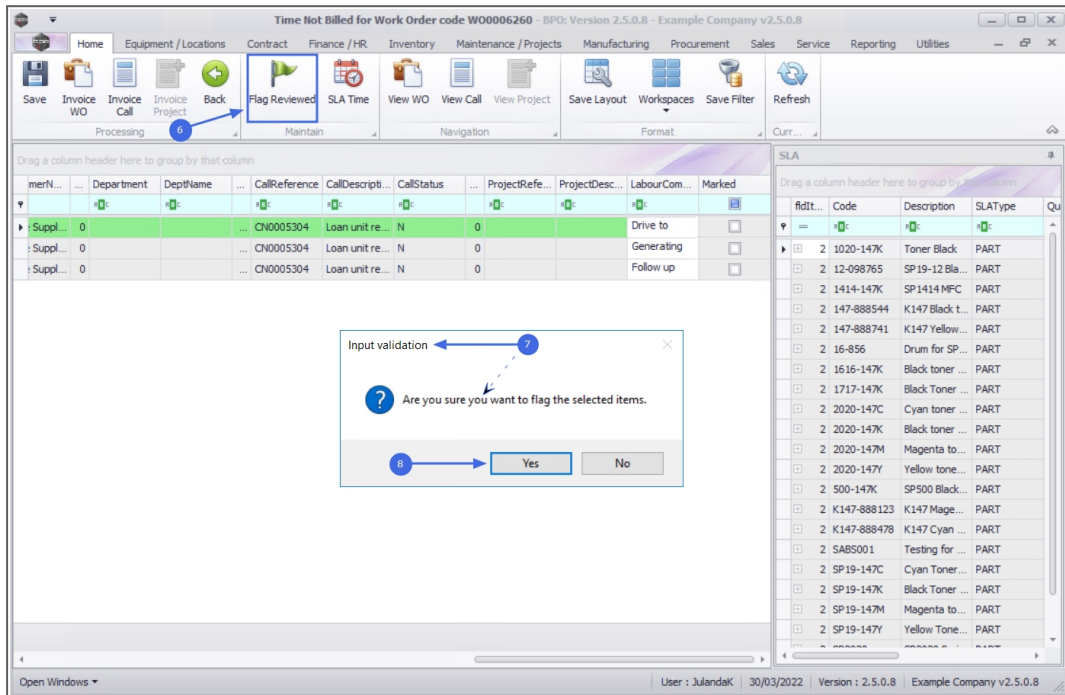 Time Not Billed for Work Order code WO0006260 - BPO: Version 2.5.0.8 - Example Company v2.5.0.8
Home Equipment / Locations Contract Finance / HR Inventory Maintenance / Projects Manufacturing Procurement Sales Service Reporting Utilities
Save Invoice WO Invoice Call Invoice Project Back Flag Reviewed SLA Time View WO View Call View Project Save Layout Workspaces Save Filter Refresh
6
Processing Maintain Navigation Format Curr...
Drag a column header here to group by that column
merN... ... Department DeptName ... CallReference CallDescripti... CallStatus ... ProjectRefe... ProjectDesc... LabourCom... Marked
: Suppl... 0 ... CN0005304 Loan unit re... N 0 Drive to
: Suppl... 0 ... CN0005304 Loan unit re... N 0 Generating
: Suppl... 0 ... CN0005304 Loan unit re... N 0 Follow up
Input validation 7
Are you sure you want to flag the selected items.
8 Yes No
SLA
Drag a column header here to group by that column
fldIt... Code Description SLAType Qu
=
2 1020-147K Toner Black PART
2 12-098765 SP19-12 Bla... PART
2 1414-147K SP1414 MFC PART
2 147-888544 K147 Black t... PART
2 147-888741 K147 Yellow... PART
2 16-856 Drum for SP... PART
2 1616-147K Black toner ... PART
2 1717-147K Black Toner ... PART
2 2020-147C Cyan toner ... PART
2 2020-147K Black toner ... PART
2 2020-147M Magenta to... PART
2 2020-147Y Yellow tone... PART
2 500-147K SP500 Black... PART
2 K147-888123 K147 Mage... PART
2 K147-888478 K147 Cyan ... PART
2 SABS001 Testing for ... PART
2 SP19-147C Cyan Toner... PART
2 SP19-147K Black Toner ... PART
2 SP19-147M Magenta to... PART
2 SP19-147Y Yellow Tone... PART
Open Windows User : JulandaK 30/03/2022 Version : 2.5.0.8 Example Company v2.5.0.8